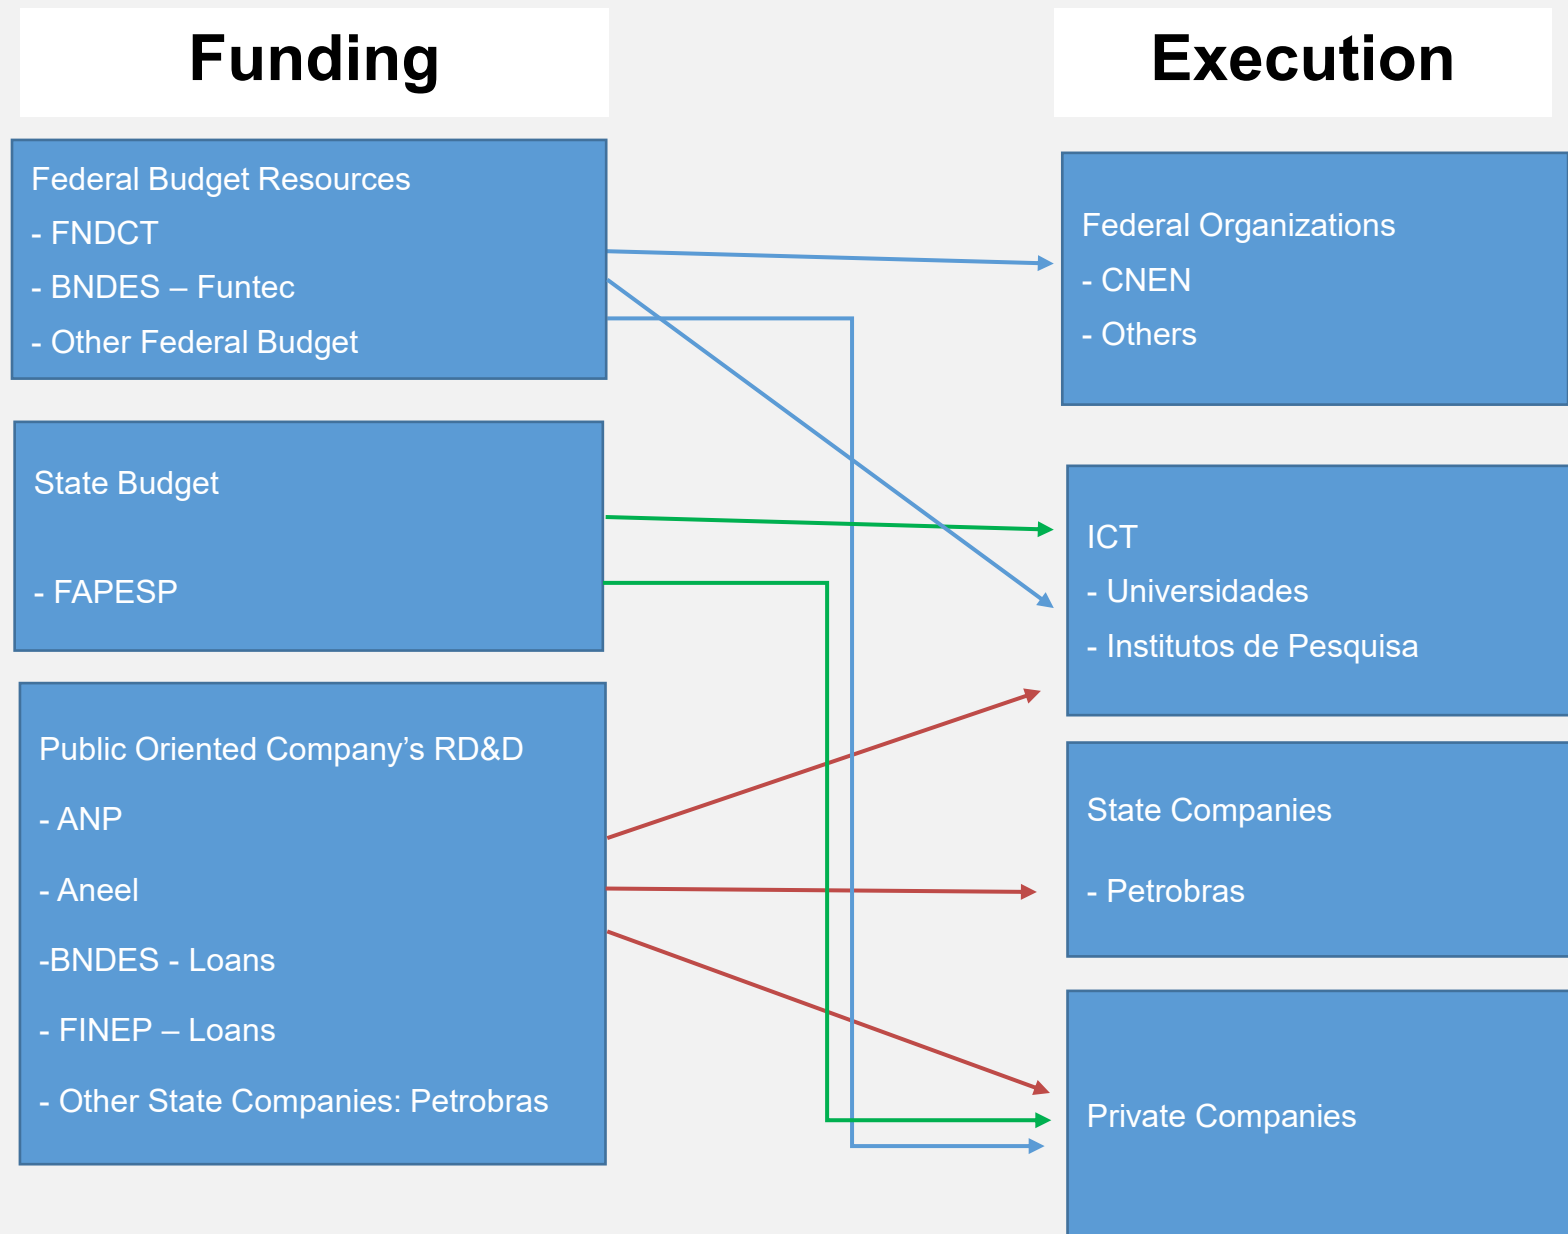 Funding
Federal Budget Resources
- FNDCT
- BNDES – Funtec
- Other Federal Budget
State Budget
- FAPESP
Public Oriented Company’s RD&D
- ANP
- Aneel
-BNDES - Loans
- FINEP – Loans
- Other State Companies: Petrobras
Execution
Federal Organizations
- CNEN
- Others
ICT
- Universidades
- Institutos de Pesquisa
State Companies
- Petrobras
Private Companies